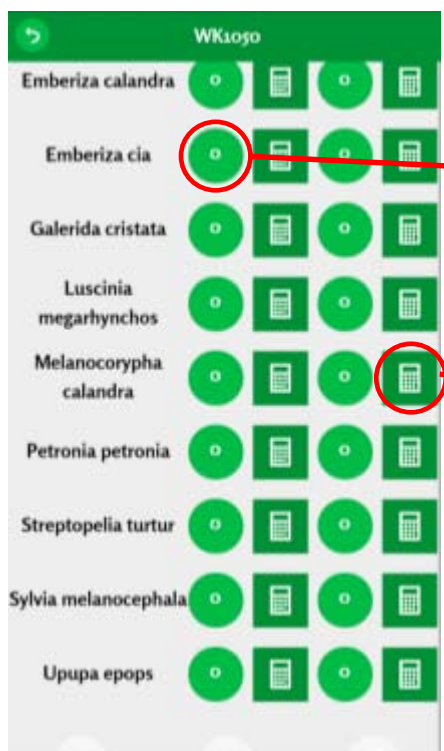 WK1050
Emberiza calandra o o
Emberiza cia o o
Galerida cristata o o
Luscinia
megarhynchos o o
Melanocorypha
calandra o o
Petronia petronia o o
Streptopelia turtur o o
Sylvia melanocephala o o
Upupa epops o o